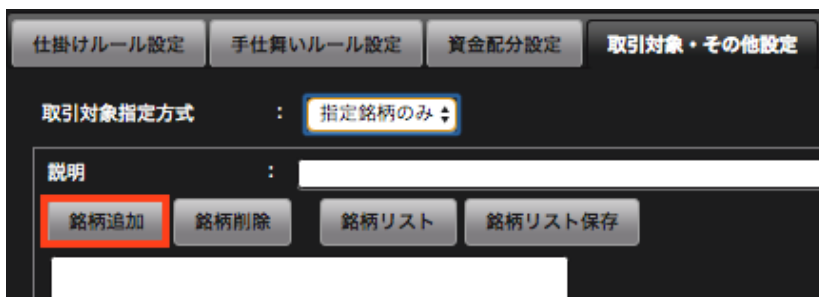 仕掛けルール設定 手仕舞いルール設定 資金配分設定 取引対象・その他設定
取引対象指定方式 : 指定銘柄のみ
説明 :
銘柄追加 銘柄削除 銘柄リスト 銘柄リスト保存